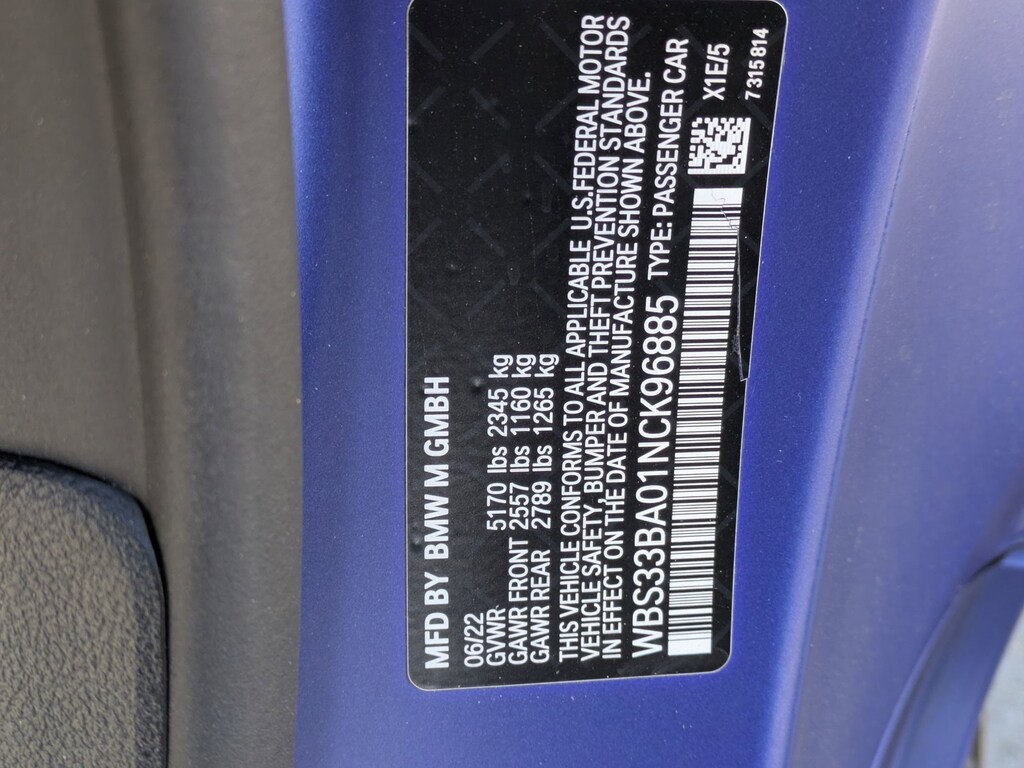 MFD BY BMW M GMBH
06/22
GVWR 5170 lbs 2345 kg
GAWR FRONT 2557 lbs 1160 kg
GAWR REAR 2789 lbs 1265 kg
THIS VEHICLE CONFORMS TO ALL APPLICABLE U.S.FEDERAL MOTOR
VEHICLE SAFETY, BUMPER AND THEFT PREVENTION STANDARDS
IN EFFECT ON THE DATE OF MANUFACTURE SHOWN ABOVE.
WBS33BA01NCK96885 TYPE: PASSENGER CAR
X1E/5
7315814